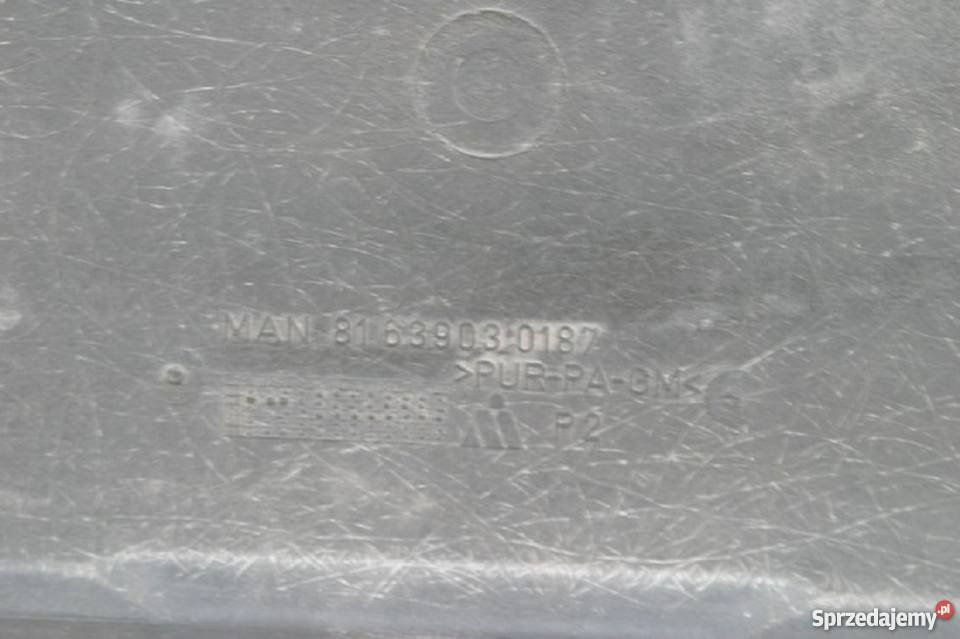 MAN 81.63903.0187
>PUR-PA-GM<
P2
Sprzedajemy.pl